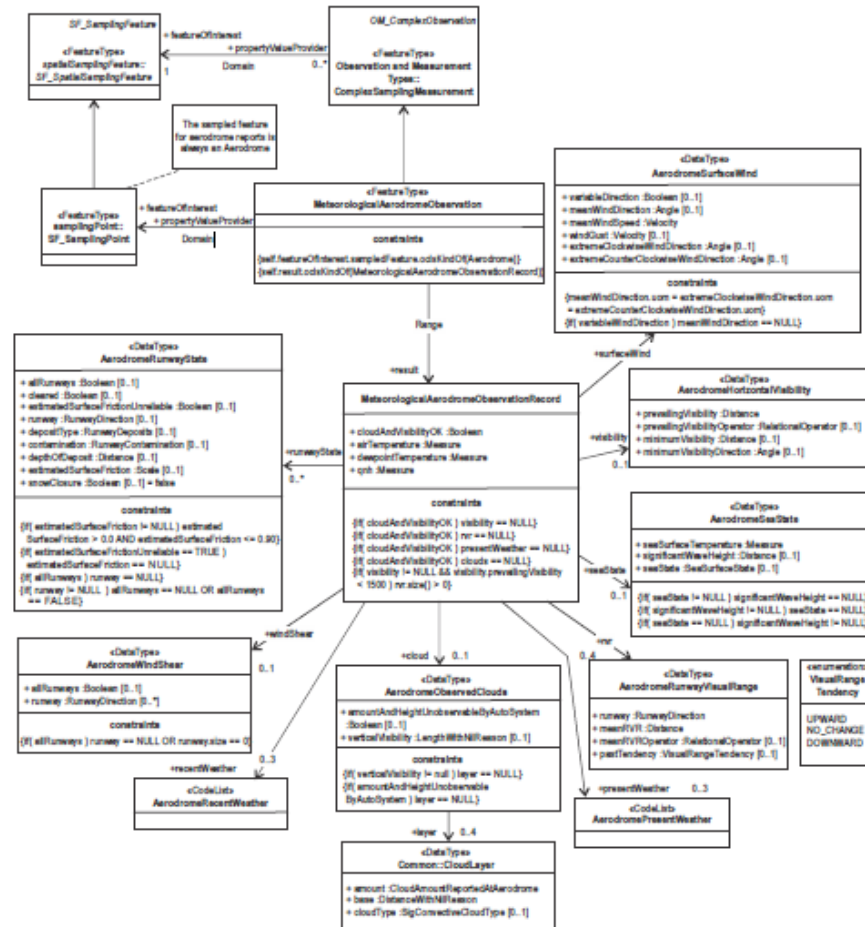 SF_SamplingFeature
«FeatureType»
spatialSamplingFeature::
SF_SpatialSamplingFeature
+ featureOfInterest
+ propertyValueProvider
1
Domain
0..*
OM_ComplexObservation
«FeatureType»
Observation and Measurement
Types::
ComplexSamplingMeasurement
The sampled feature
for aerodrome reports is
always an Aerodrome
«FeatureType»
samplingPoint::
SF_SamplingPoint
+ featureOfInterest
+ propertyValueProvider
Domain
«FeatureType»
MeteorologicalAerodromeObservation
constraints
{self.featureOfInterest.sampledFeature.oclsKindOf(Aerodrome)}
{self.result.oclsKindOf(MeteorologicalAerodromeObservationRecord)}
Range
+result
«DataType»
AerodromeSurfaceWind
+ variableDirection :Boolean [0..1]
+ meanWindDirection :Angle [0..1]
+ meanWindSpeed :Velocity
+ windGust :Velocity [0..1]
+ extremeClockwiseWindDirection :Angle [0..1]
+ extremeCounterClockwiseWindDirection :Angle [0..1]
constraints
{meanWindDirection.uom = extremeClockwiseWindDirection.uom
= extremeCounterClockwiseWindDirection.uom}
{if( variableWindDirection ) meanWindDirection == NULL}
+surfaceWind
«DataType»
AerodromeRunwayState
+ allRunways :Boolean [0..1]
+ cleared :Boolean [0..1]
+ estimatedSurfaceFrictionUnreliable :Boolean [0..1]
+ runway :RunwayDirection [0..1]
+ depositType :RunwayDeposits [0..1]
+ contamination :RunwayContamination [0..1]
+ depthOfDeposit :Distance [0..1]
+ estimatedSurfaceFriction :Scale [0..1]
+ snowClosure :Boolean [0..1] = false
constraints
{if( estimatedSurfaceFriction != NULL ) estimated
SurfaceFriction > 0.0 AND estimatedSurfaceFriction <= 0.90}
{if( estimatedSurfaceFrictionUnreliable == TRUE )
estimatedSurfaceFriction == NULL}
{if( allRunways ) runway == NULL}
{if( runway != NULL ) allRunways == NULL OR allRunways
== FALSE}
+runwayState
0..*
MeteorologicalAerodromeObservationRecord
+ cloudAndVisibilityOK :Boolean
+ airTemperature :Measure
+ dewpointTemperature :Measure
+ qnh :Measure
constraints
{if( cloudAndVisibilityOK ) visibility == NULL}
{if( cloudAndVisibilityOK ) rvr == NULL}
{if( cloudAndVisibilityOK ) presentWeather == NULL}
{if( cloudAndVisibilityOK ) clouds == NULL}
{if( visibility != NULL && visibility.prevailingVisibility
< 1500 ) rvr.size() > 0}
+visibility
0..1
«DataType»
AerodromeHorizontalVisibility
+ prevailingVisibility :Distance
+ prevailingVisibilityOperator :RelationalOperator [0..1]
+ minimumVisibility :Distance [0..1]
+ minimumVisibilityDirection :Angle [0..1]
+seaState
0..1
«DataType»
AerodromeSeaState
+ seaSurfaceTemperature :Measure
+ significantWaveHeight :Distance [0..1]
+ seaState :SeaSurfaceState [0..1]
{if( seaState != NULL ) significantWaveHeight == NULL}
{if( significantWaveHeight != NULL ) seaState == NULL}
{if( seaState == NULL ) significantWaveHeight != NULL}
+windShear
0..1
«DataType»
AerodromeWindShear
+ allRunways :Boolean [0..1]
+ runway :RunwayDirection [0..*]
constraints
{if( allRunways ) runway == NULL OR runway.size == 0}
0..3
+recentWeather
«CodeList»
AerodromeRecentWeather
+cloud
0..1
«DataType»
AerodromeObservedClouds
+ amountAndHeightUnobservableByAutoSystem
:Boolean [0..1]
+ verticalVisibility :LengthWithNilReason [0..1]
constraints
{if( verticalVisibility != null ) layer == NULL}
{if( amountAndHeightUnobservable
ByAutoSystem ) layer == NULL}
+layer
0..4
«DataType»
Common::CloudLayer
+ amount :CloudAmountReportedAtAerodrome
+ base :DistanceWithNilReason
+ cloudType :SigConvectiveCloudType [0..1]
+rvr
0..4
«DataType»
AerodromeRunwayVisualRange
+ runway :RunwayDirection
+ meanRVR :Distance
+ meanRVROperator :RelationalOperator [0..1]
+ pastTendency :VisualRangeTendency [0..1]
+presentWeather
0..3
«CodeList»
AerodromePresentWeather
«enumeration
VisualRange
Tendency
UPWARD
NO_CHANGE
DOWNWARD